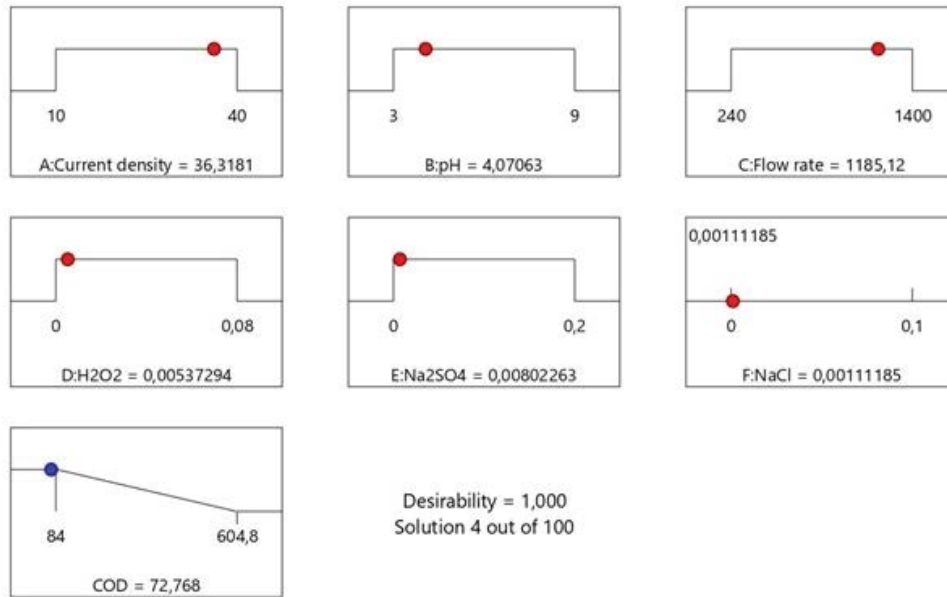 10 40
A:Current density = 36,3181
3 9
B:pH = 4,07063
240 1400
C:Flow rate = 1185,12
0 0,08
D:H2O2 = 0,00537294
0 0,2
E:Na2SO4 = 0,00802263
0,00111185
0 0,1
F:NaCl = 0,00111185
84 604,8
COD = 72,768
Desirability = 1,000
Solution 4 out of 100